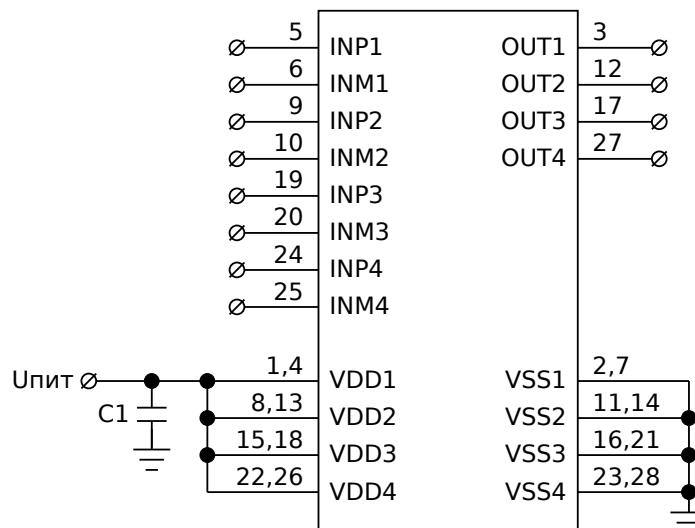 5 INP1 OUT1 3
6 INM1 OUT2 12
9 INP2 OUT3 17
10 INM2 OUT4 27
19 INP3
20 INM3
24 INP4
25 INM4
Uпит 1,4 VDD1 VSS1 2,7
C1 8,13 VDD2 VSS2 11,14
15,18 VDD3 VSS3 16,21
22,26 VDD4 VSS4 23,28